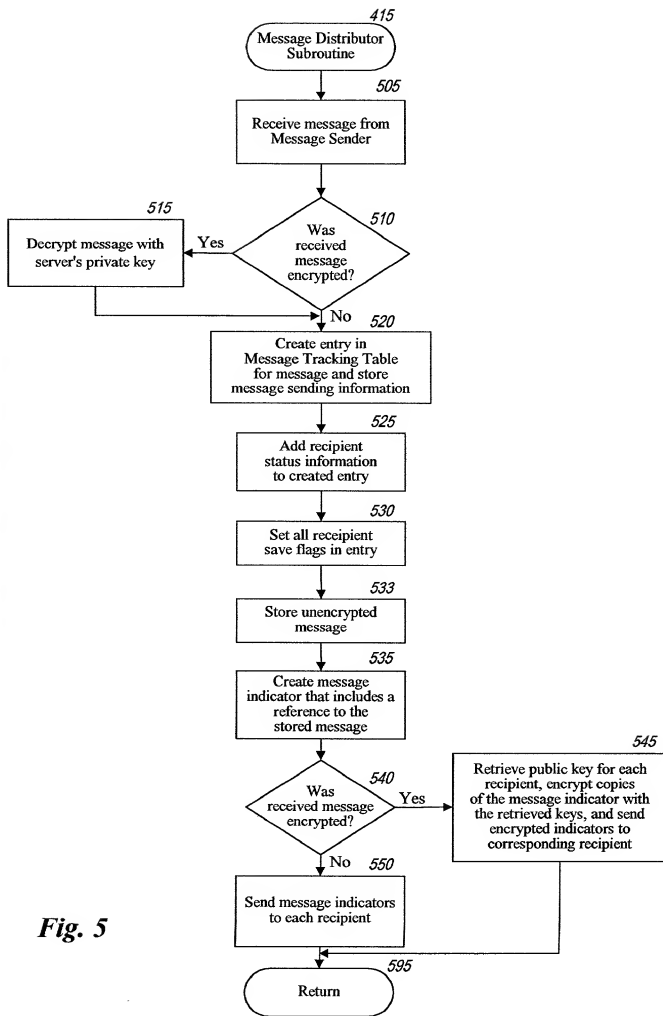 415
Message Distributor
Subroutine
505
Receive message from
Message Sender
510
Was
received
message
encrypted?
Yes
515
Decrypt message with
server's private key
No
520
Create entry in
Message Tracking Table
for message and store
message sending information
525
Add recipient
status information
to created entry
530
Set all receipient
save flags in entry
533
Store unencrypted
message
535
Create message
indicator that includes a
reference to the
stored message
540
Was
received message
encrypted?
Yes
545
Retrieve public key for each
recipient, encrypt copies
of the message indicator with
the retrieved keys, and send
encrypted indicators to
corresponding recipient
No
550
Send message indicators
to each recipient
595
Return
Fig. 5